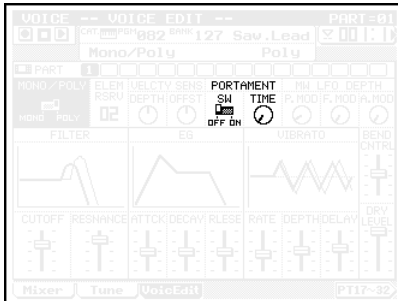 VOICE -- VOICE EDIT -- PART=01
CAT PGM 082 BANK 127 Saw.Lead
Mono/Poly Poly
PART 1
MONO/POLY ELEM RSRV VELCTY SENS PORTAMENT MW LFO DEPTH
DEPTH OFFST SW TIME P.MOD F.MOD A.MOD
MONO POLY 02 OFF ON
FILTER EG VIBRATO BEND CNTRL
CUTOFF RESNANCE ATTCK DECAY RLESE RATE DEPTH DELAY DRY LEVEL
Mixer Tune VoicEdit PT17~32